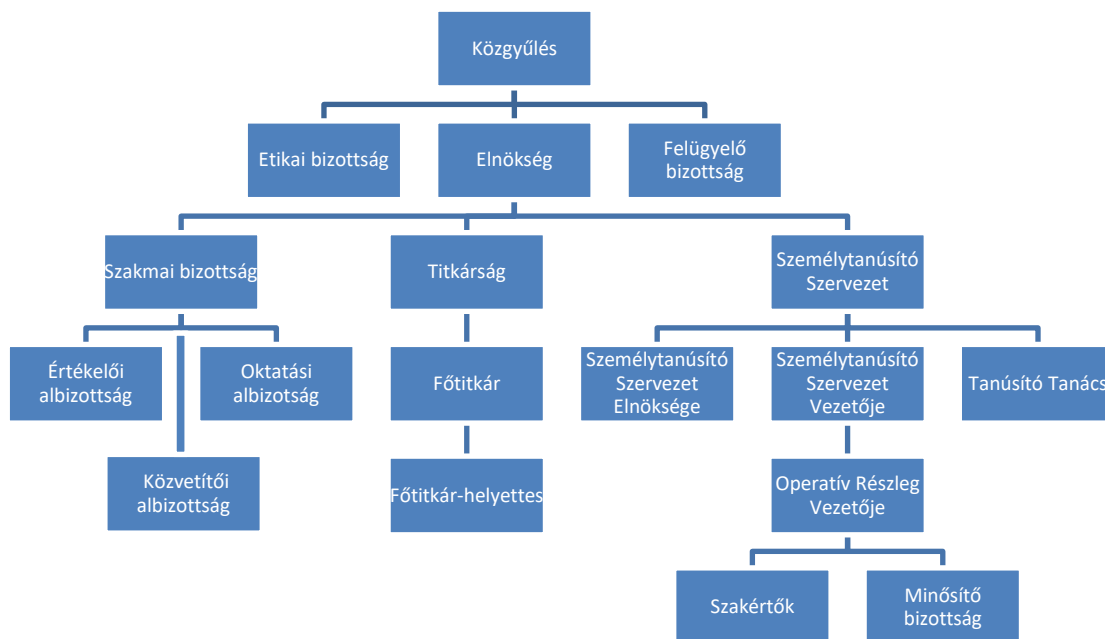 Közgyűlés
Etikai bizottság
Elnökség
Felügyelő
bizottság
Szakmai bizottság
Titkárság
Személytanúsító
Szervezet
Értékelői
albizottság
Oktatási
albizotság
Főtitkár
Személytanúsító
Szervezet
Elnöksége
Személytanúsító
Szervezet
Vezetője
Tanúsító Tanács
Közvetítői
albizottság
Főtitkár-helyettes
Operatív Részleg
Vezetője
Szakértők
Minősítő
bizottság